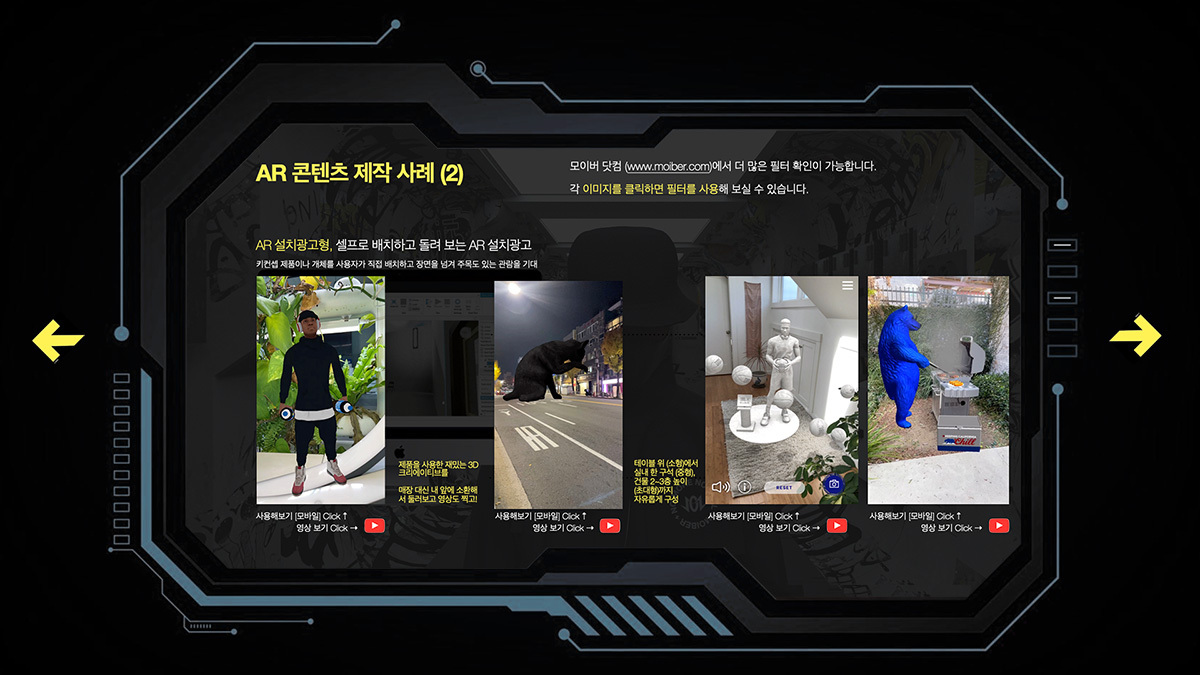 AR 콘텐츠 제작 사례 (2)
모이버 닷컴 (www.moiber.com)에서 더 많은 필터 확인이 가능합니다.
각 이미지를 클릭하면 필터를 사용해 보실 수 있습니다.
AR 설치광고형, 셀프로 배치하고 돌려 보는 AR 설치광고
키컨셉 제품이나 개체를 사용자가 직접 배치하고 장면을 넘겨 주목도 있는 관람을 기대
제품을 사용한 재밌는 3D
크리에이티브를
매장 대신 내 앞에 소환해
서 둘러보고 영상도 찍고!
테이블 위 (소형)에서
실내 한 구석 (중형),
건물 2~3층 높이
(초대형)까지
자유롭게 구성
RESET
Chill
사용해보기 [모바일] Click ↑
영상 보기 Click →
사용해보기 [모바일] Click ↑
영상 보기 Click →
사용해보기 [모바일] Click ↑
영상 보기 Click →
사용해보기 [모바일] Click ↑
영상 보기 Click →